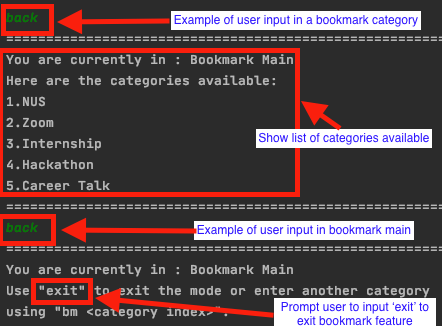 back
Example of user input in a bookmark category
================================================
You are currently in : Bookmark Main
Here are the categories available:
1.NUS
2.Zoom
3.Internship
Show list of categories available
4.Hackathon
5.Career Talk
================================================
back
Example of user input in bookmark main
================================================
You are currently in : Bookmark Main
Use "exit" to exit the mode or enter another category
using "bm <category index>".
Prompt user to input ‘exit’ to
exit bookmark feature